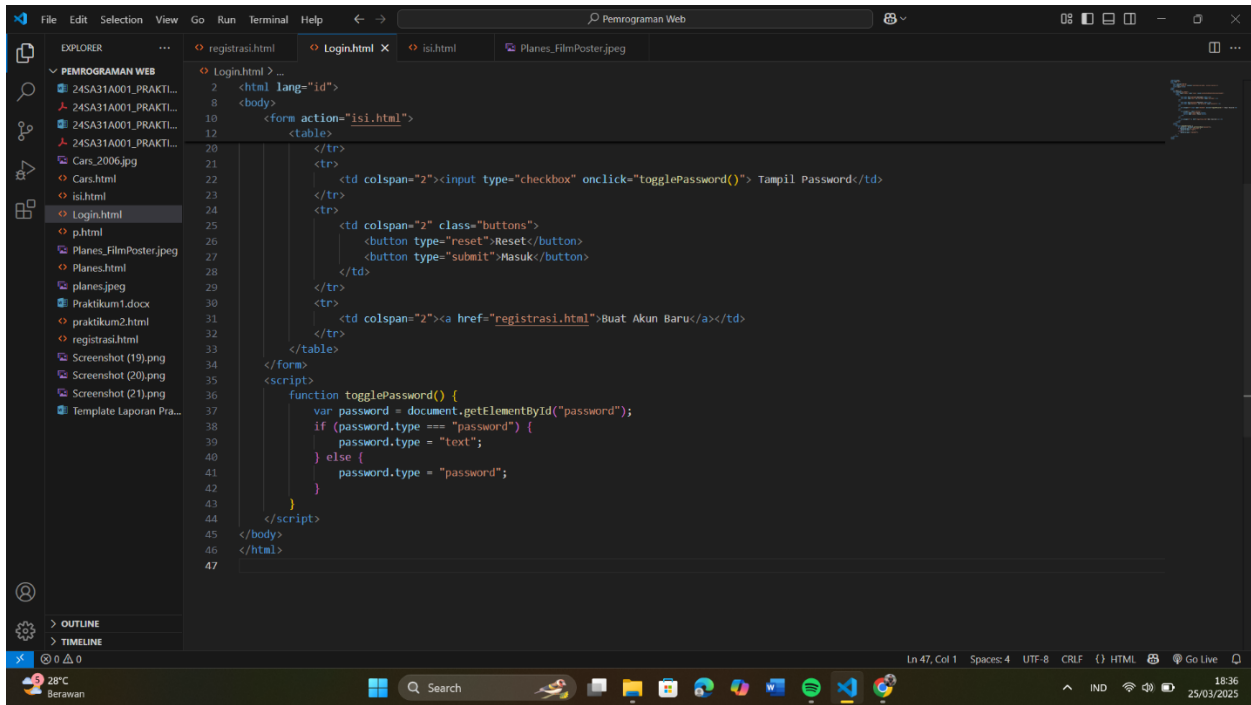 File Edit Selection View Go Run Terminal Help
Pemrograman Web
EXPLORER
registrasi.html
Login.html
isi.html
Planes_FilmPoster.jpeg
PEMROGRAMAN WEB
24SA31A001_PRAKTI...
24SA31A001_PRAKTI...
24SA31A001_PRAKTI...
24SA31A001_PRAKTI...
Cars_2006.jpg
Cars.html
isi.html
Login.html
p.html
Planes_FilmPoster.jpeg
Planes.html
planes.jpeg
Praktikum1.docx
praktikum2.html
registrasi.html
Screenshot (19).png
Screenshot (20).png
Screenshot (21).png
Template Laporan Pra...
OUTLINE
TIMELINE
Login.html > ...
2 <html lang="id">
8 <body>
10 <form action="isi.html">
12 <table>
20 </tr>
21 <tr>
22 <td colspan="2"><input type="checkbox" onclick="togglePassword()"> Tampil Password</td>
23 </tr>
24 <tr>
25 <td colspan="2" class="buttons">
26 <button type="reset">Reset</button>
27 <button type="submit">Masuk</button>
28 </td>
29 </tr>
30 <tr>
31 <td colspan="2"><a href="registrasi.html">Buat Akun Baru</a></td>
32 </tr>
33 </table>
34 </form>
35 <script>
36 function togglePassword() {
37 var password = document.getElementById("password");
38 if (password.type === "password") {
39 password.type = "text";
40 } else {
41 password.type = "password";
42 }
43 }
44 </script>
45 </body>
46 </html>
47
0 0
Ln 47, Col 1 Spaces: 4 UTF-8 CRLF {} HTML Go Live
5
28°C
Berawan
Search
IND
18:36
25/03/2025